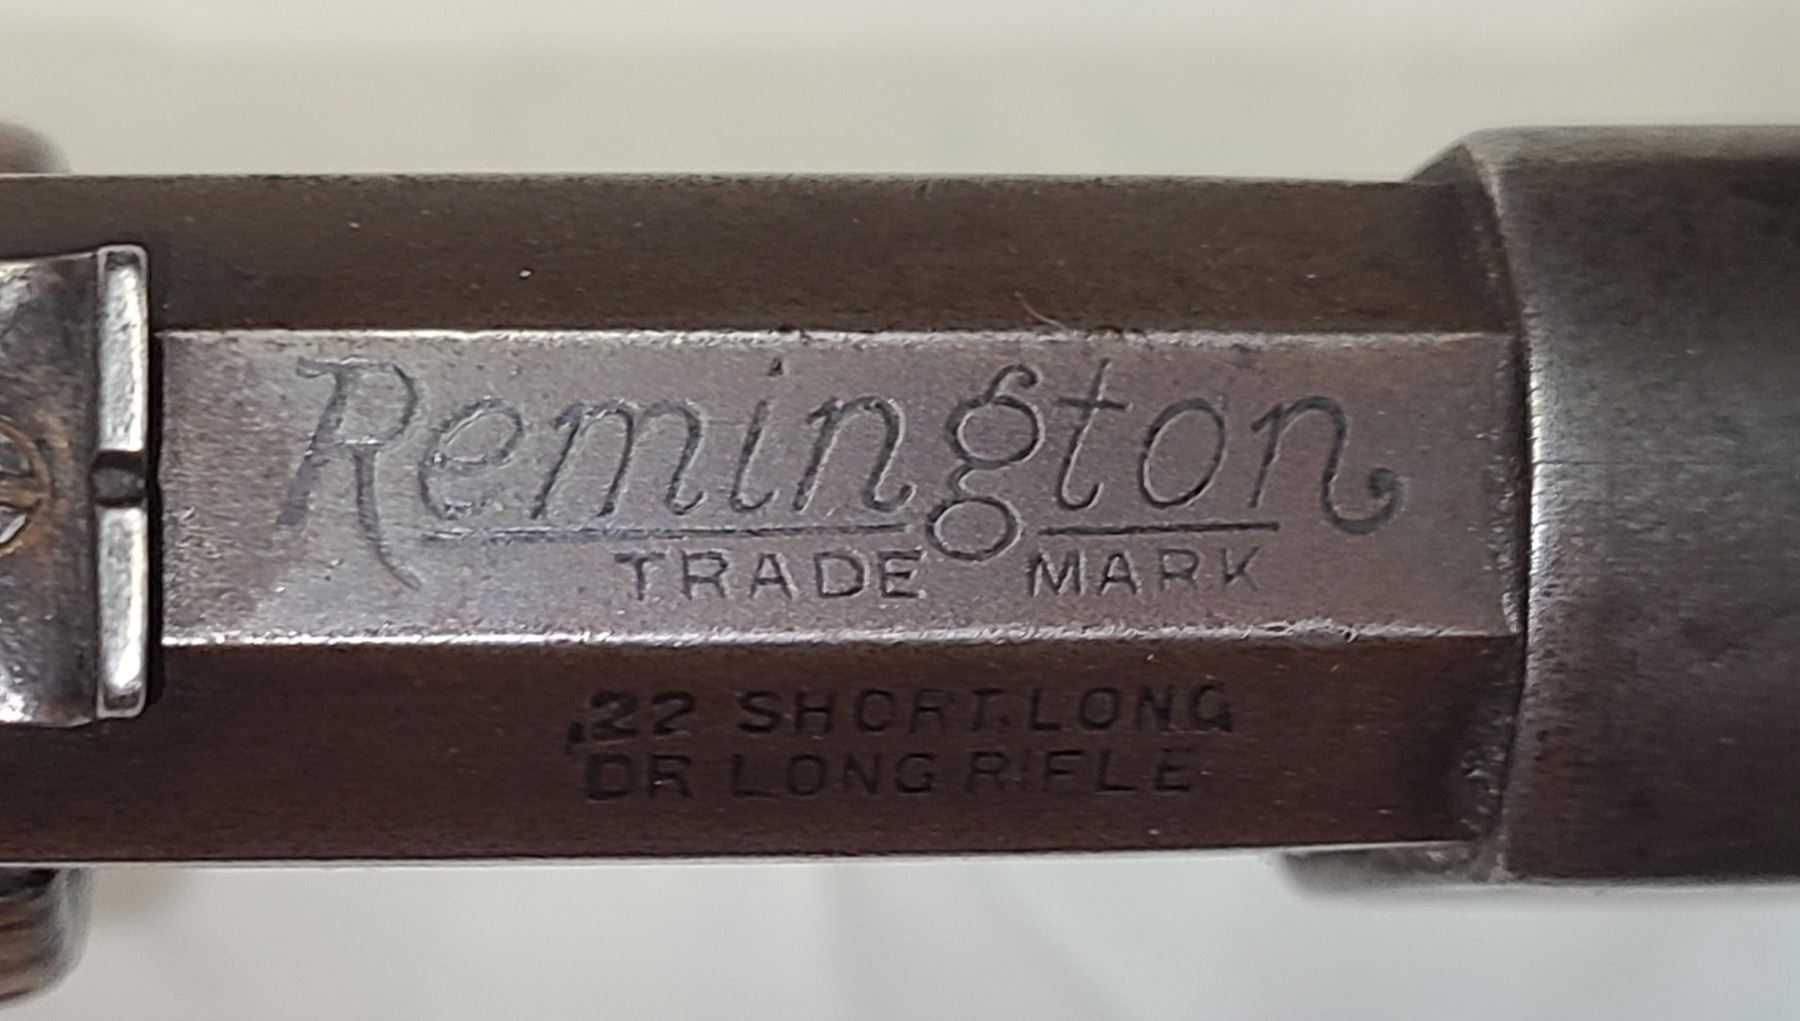 Remington
TRADE MARK
.22 SHORT, LONG
OR LONG RIFLE